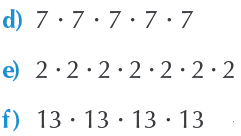 d) 7 · 7 · 7 · 7 · 7
e) 2 · 2 · 2 · 2 · 2 · 2 · 2
f) 13 · 13 · 13 · 13